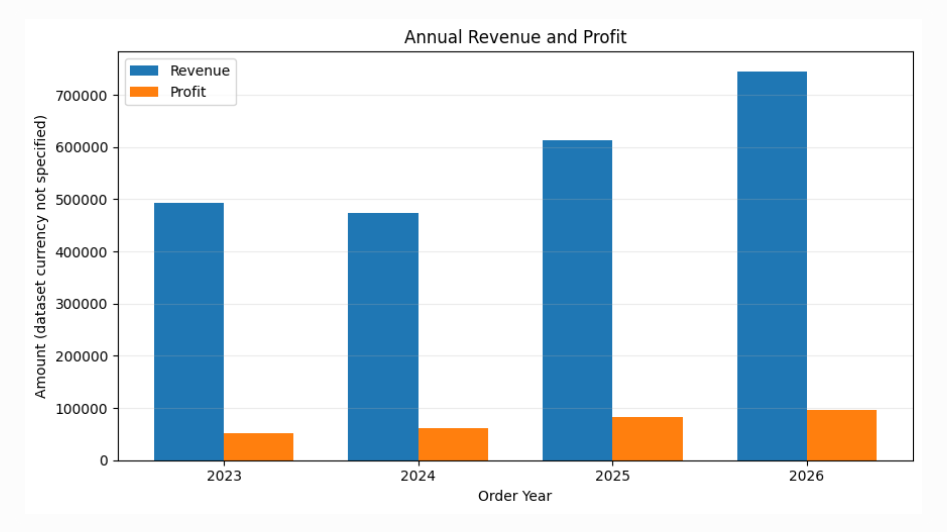 Annual Revenue and Profit
Revenue
Profit
700000
600000
500000
400000
300000
200000
100000
0
Amount (dataset currency not specified)
2023 2024 2025 2026
Order Year